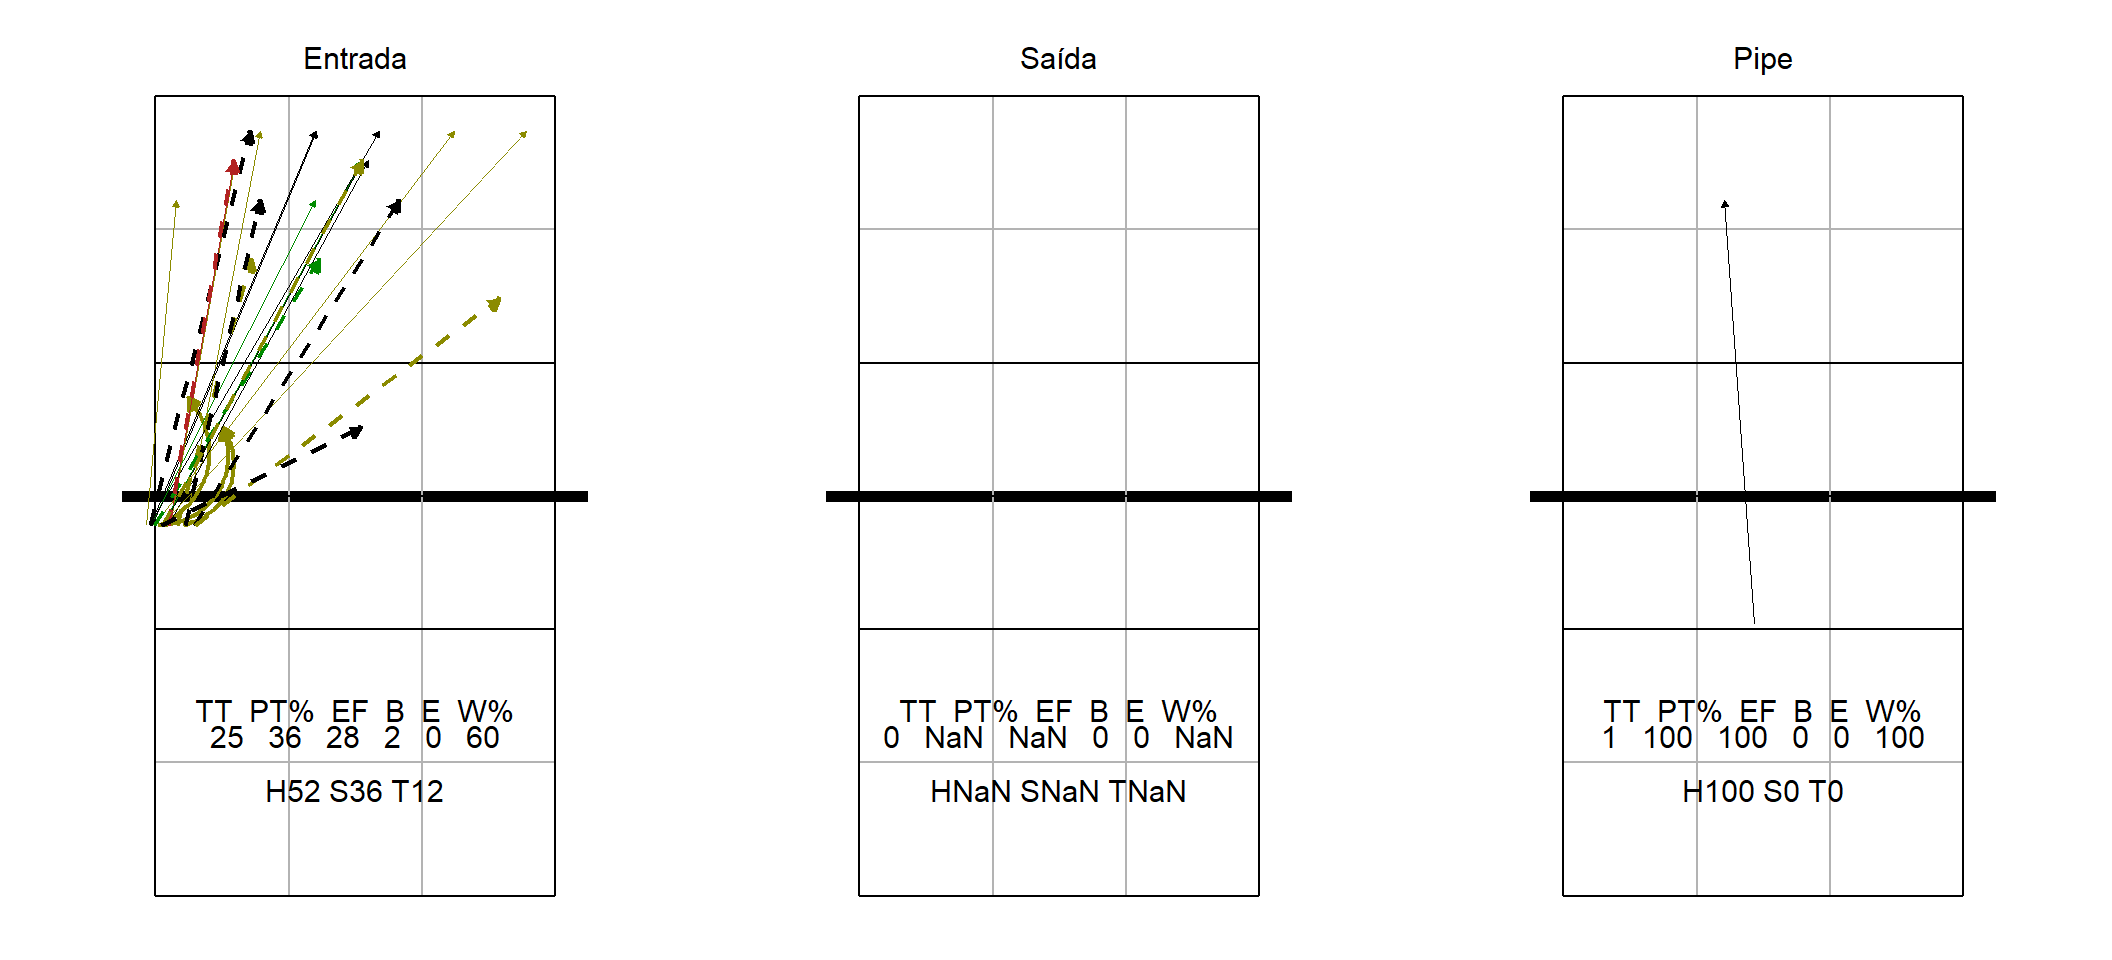 Entrada
TT PT% EF B E W%
25 36 28 2 0 60
H52 S36 T12
Saída
TT PT% EF B E W%
0 NaN NaN 0 0 NaN
HNaN SNaN TNaN
Pipe
TT PT% EF B E W%
1 100 100 0 0 100
H100 S0 T0